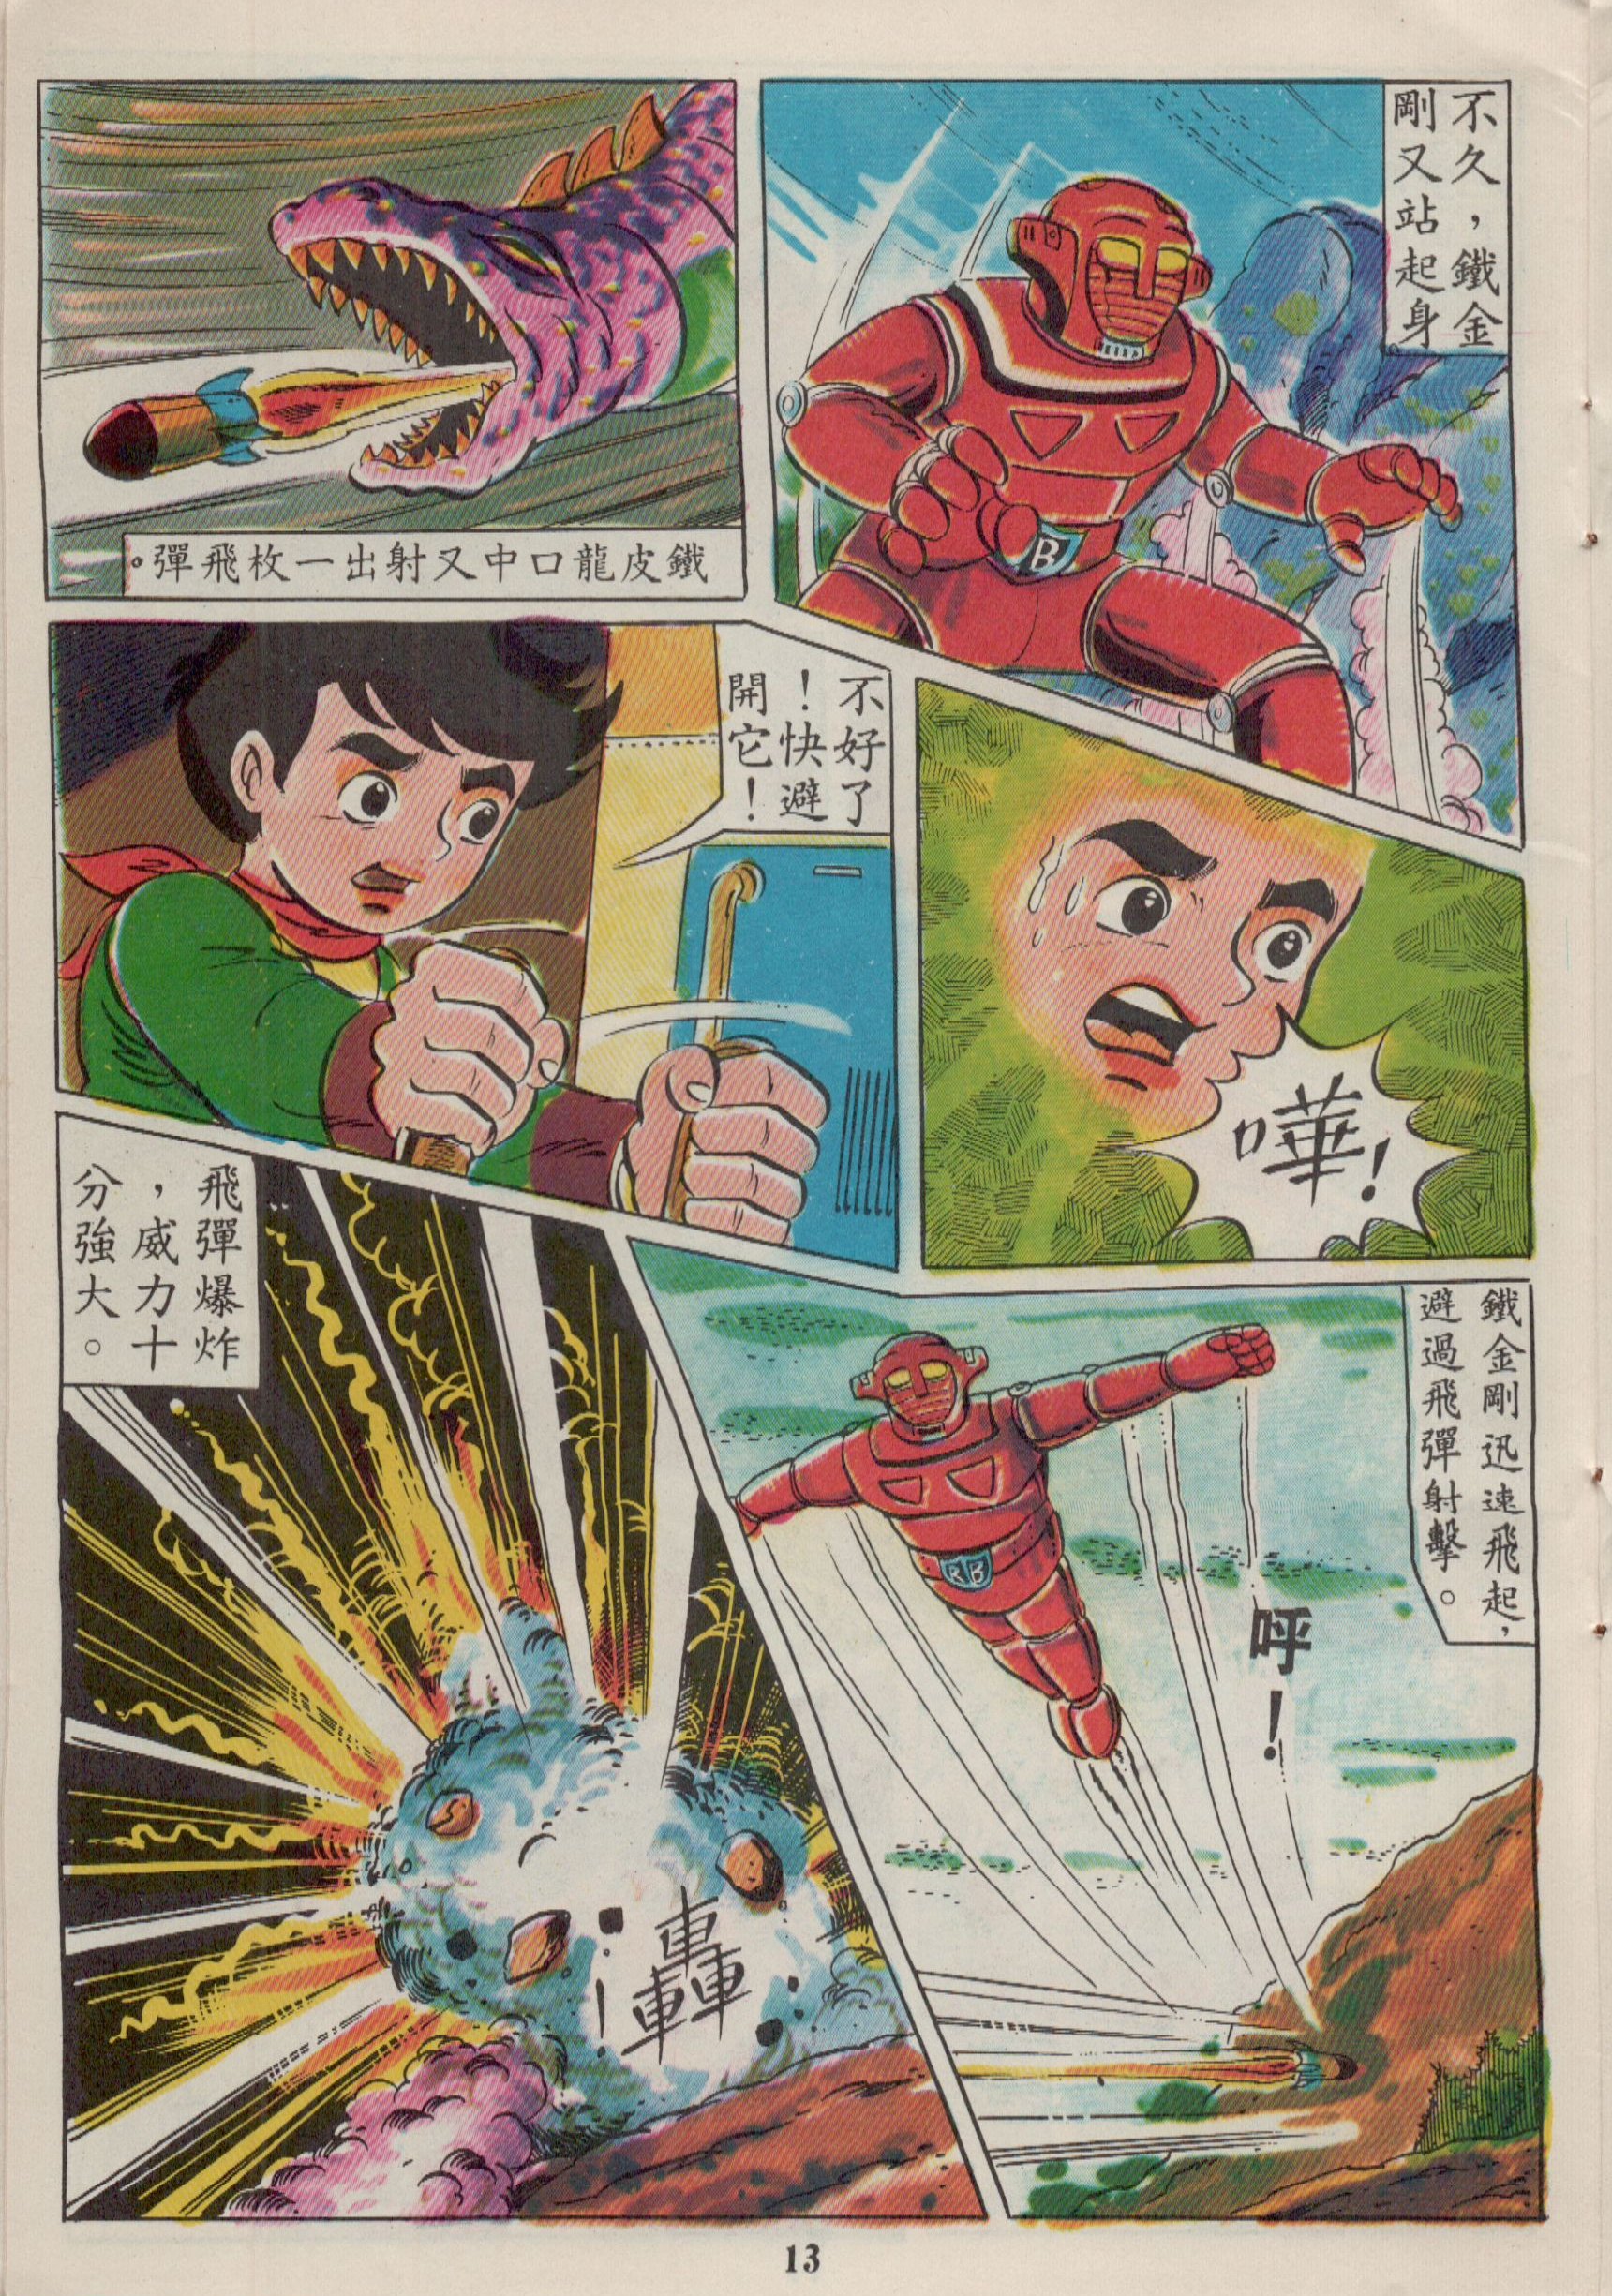 不久，鐵金
剛又站起身
鐵皮龍口中又射出一枚飛彈。
B
嘩！
不好了
！快避
開它！
鐵金剛迅速飛起，
避過飛彈射擊。
RB
呼！
飛彈爆炸
，威力十
分強大。
轟！
13